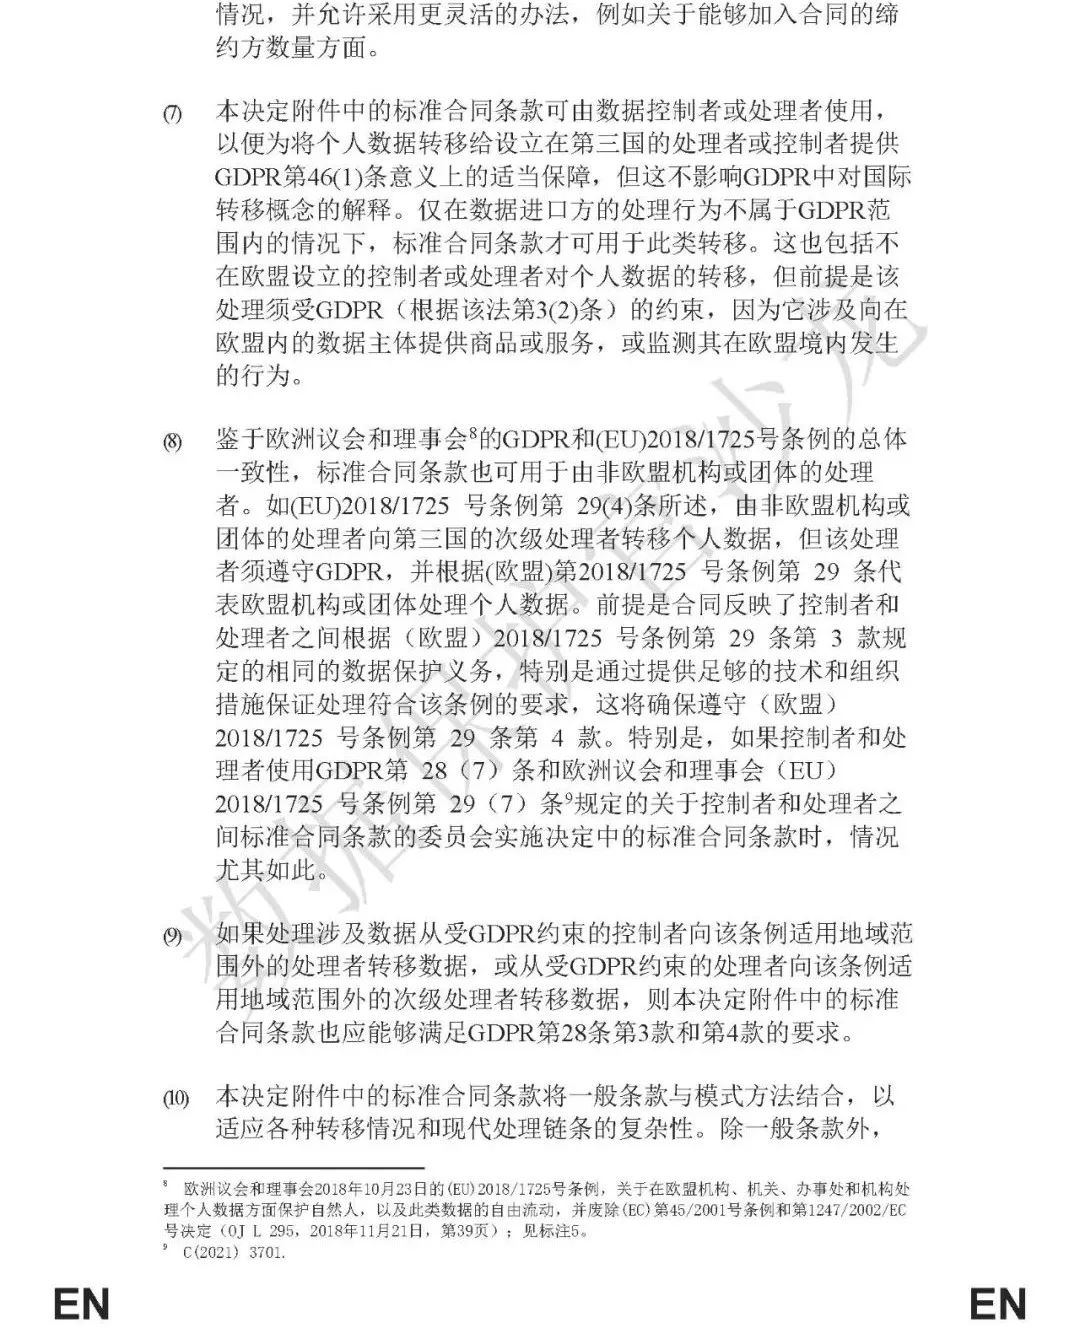 情况，并允许采用更灵活的办法，例如关于能够加入合同的缔
约方数量方面。
(7) 本决定附件中的标准合同条款可由数据控制者或处理者使用，
以便为将个人数据转移给设立在第三国的处理者或控制者提供
GDPR第46(1)条意义上的适当保障，但这不影响GDPR中对国际
转移概念的解释。仅在数据进口方的处理行为不属于GDPR范
围内的情况下，标准合同条款才可用于此类转移。这也包括不
在欧盟设立的控制者或处理者对个人数据的转移，但前提是该
处理须受GDPR（根据该法第3(2)条）的约束，因为它涉及向在
欧盟内的数据主体提供商品或服务，或监测其在欧盟境内发生
的行为。
(8) 鉴于欧洲议会和理事会⁸的GDPR和(EU)2018/1725号条例的总体
一致性，标准合同条款也可用于由非欧盟机构或团体的处理
者。如(EU)2018/1725 号条例第 29(4)条所述，由非欧盟机构或
团体的处理者向第三国的次级处理者转移个人数据，但该处理
者须遵守GDPR，并根据(欧盟)第2018/1725 号条例第 29 条代
表欧盟机构或团体处理个人数据。前提是合同反映了控制者和
处理者之间根据（欧盟）2018/1725 号条例第 29 条第 3 款规
定的相同的数据保护义务，特别是通过提供足够的技术和组织
措施保证处理符合该条例的要求，这将确保遵守（欧盟）
2018/1725 号条例第 29 条第 4 款。特别是，如果控制者和处
理者使用GDPR第 28（7）条和欧洲议会和理事会（EU）
2018/1725 号条例第 29（7）条⁹规定的关于控制者和处理者之
间标准合同条款的委员会实施决定中的标准合同条款时，情况
尤其如此。
(9) 如果处理涉及数据从受GDPR约束的控制者向该条例适用地域范
围外的处理者转移数据，或从受GDPR约束的处理者向该条例适
用地域范围外的次级处理者转移数据，则本决定附件中的标准
合同条款也应能够满足GDPR第28条第3款和第4款的要求。
(10) 本决定附件中的标准合同条款将一般条款与模式方法结合，以
适应各种转移情况和现代处理链条的复杂性。除一般条款外，
⁸ 欧洲议会和理事会2018年10月23日的(EU)2018/1725号条例，关于在欧盟机构、机关、办事处和机构处
理个人数据方面保护自然人，以及此类数据的自由流动，并废除(EC)第45/2001号条例和第1247/2002/EC
号决定（OJ L 295，2018年11月21日，第39页）；见标注5。
⁹ C(2021) 3701.
EN EN
数据保护官沙龙